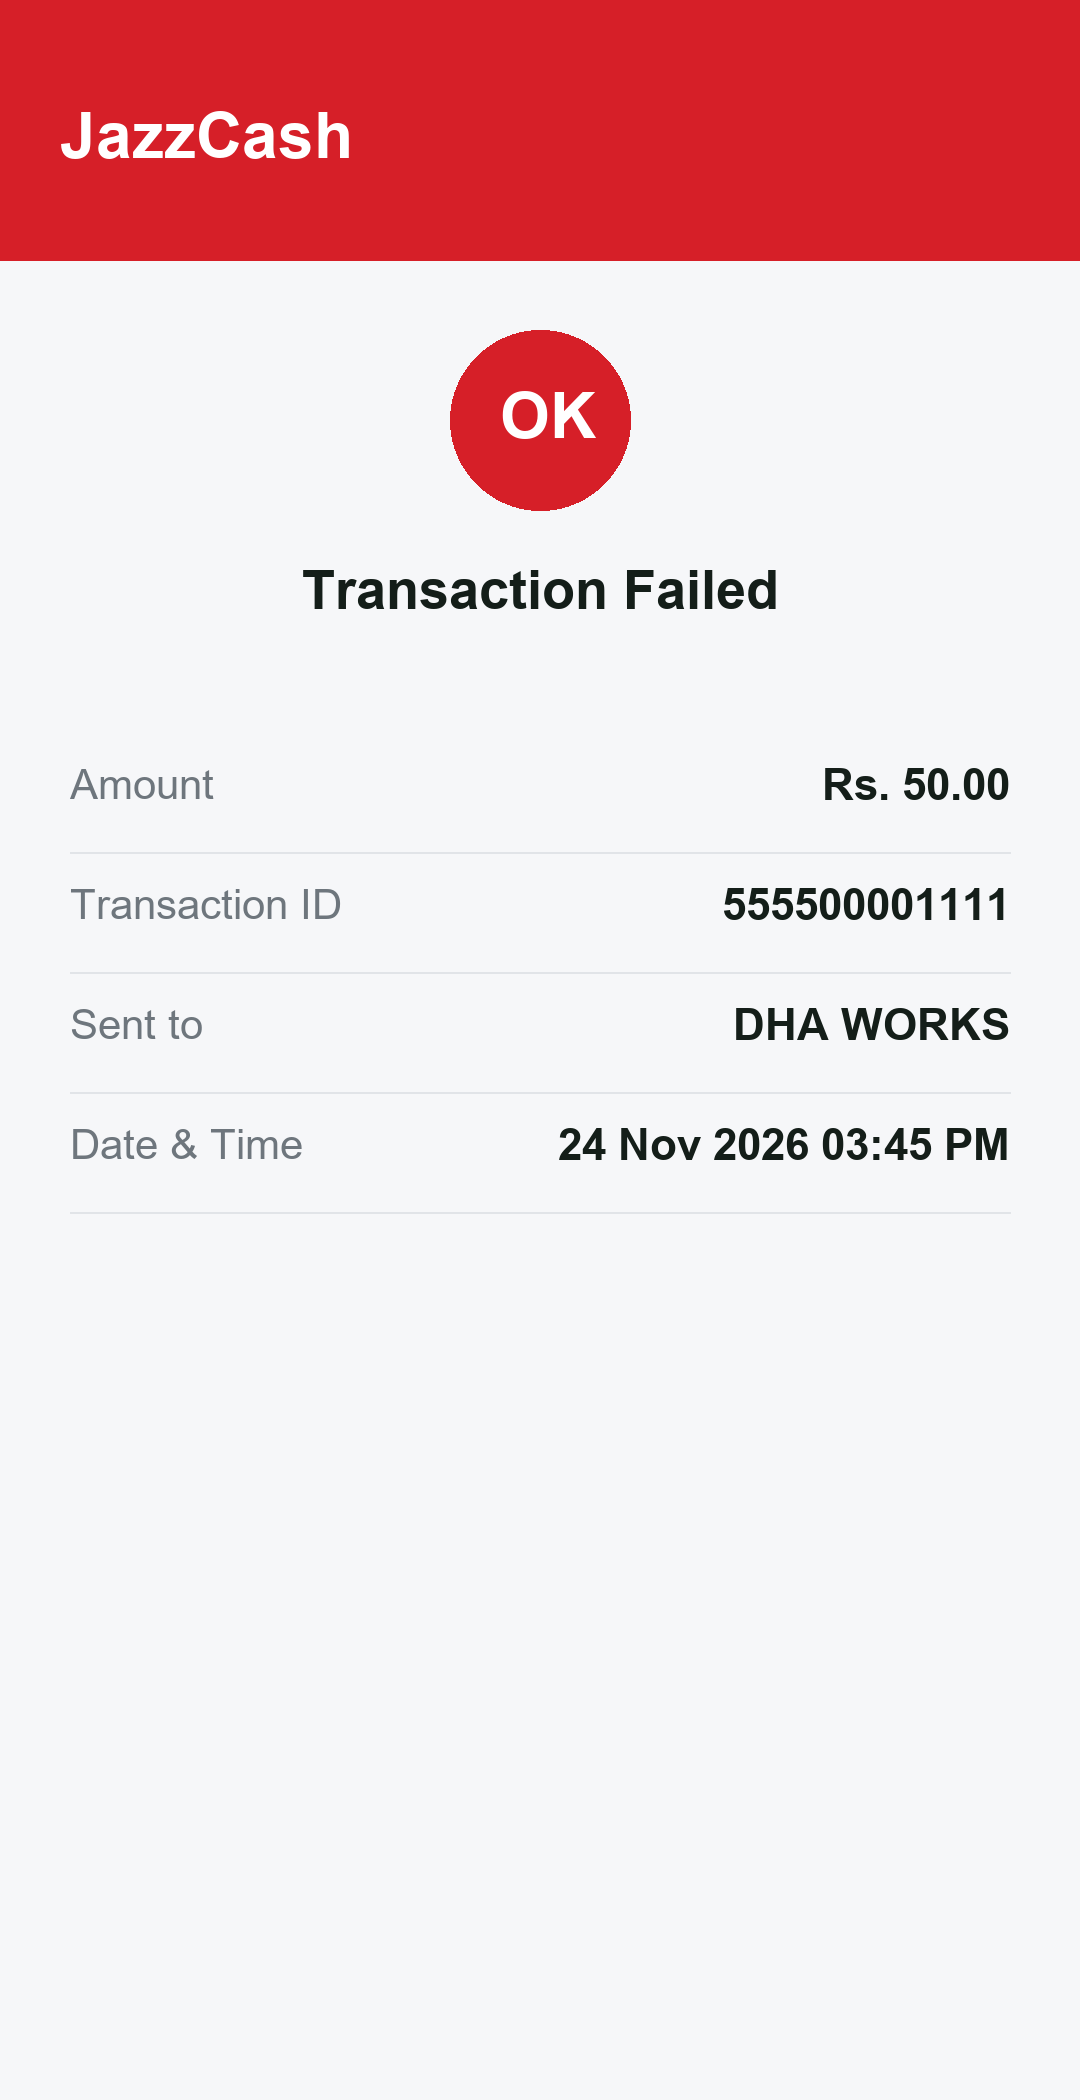 JazzCash
OK
Transaction Failed
Amount Rs. 50.00
Transaction ID 555500001111
Sent to DHA WORKS
Date & Time 24 Nov 2026 03:45 PM